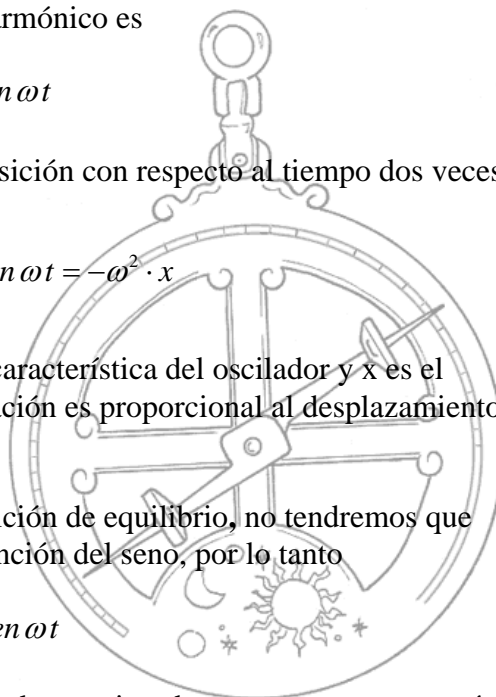 armónico es
n ωt
sición con respecto al tiempo dos veces
n ωt = −ω² · x
característica del oscilador y x es el
ación es proporcional al desplazamiento
ición de equilibrio, no tendremos que
nción del seno, por lo tanto
en ωt